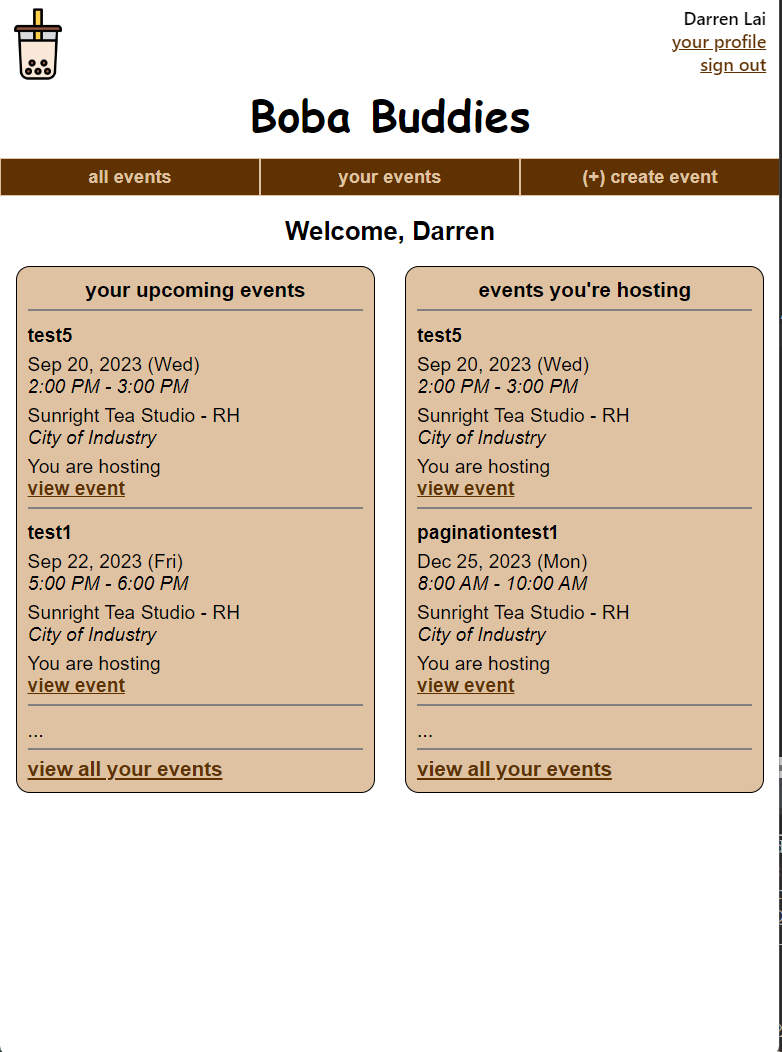 Darren Lai
your profile
sign out
Boba Buddies
all events
your events
(+) create event
Welcome, Darren
your upcoming events
test5
Sep 20, 2023 (Wed)
2:00 PM - 3:00 PM
Sunright Tea Studio - RH
City of Industry
You are hosting
view event
test1
Sep 22, 2023 (Fri)
5:00 PM - 6:00 PM
Sunright Tea Studio - RH
City of Industry
You are hosting
view event
...
view all your events
events you're hosting
test5
Sep 20, 2023 (Wed)
2:00 PM - 3:00 PM
Sunright Tea Studio - RH
City of Industry
You are hosting
view event
paginationtest1
Dec 25, 2023 (Mon)
8:00 AM - 10:00 AM
Sunright Tea Studio - RH
City of Industry
You are hosting
view event
...
view all your events